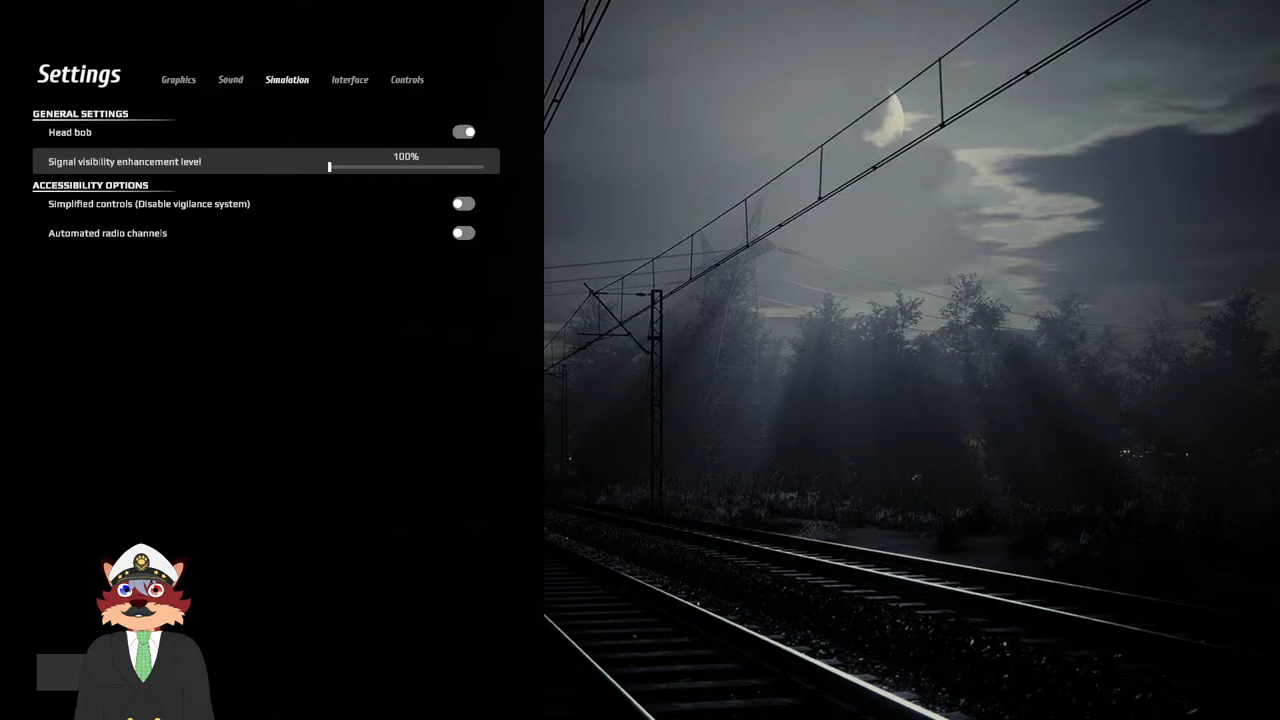 Settings
Graphics
Sound
Simulation
Interface
Controls
GENERAL SETTINGS
Head bob
Signal visibility enhancement level
100%
ACCESSIBILITY OPTIONS
Simplified controls (Disable vigilance system)
Automated radio channels